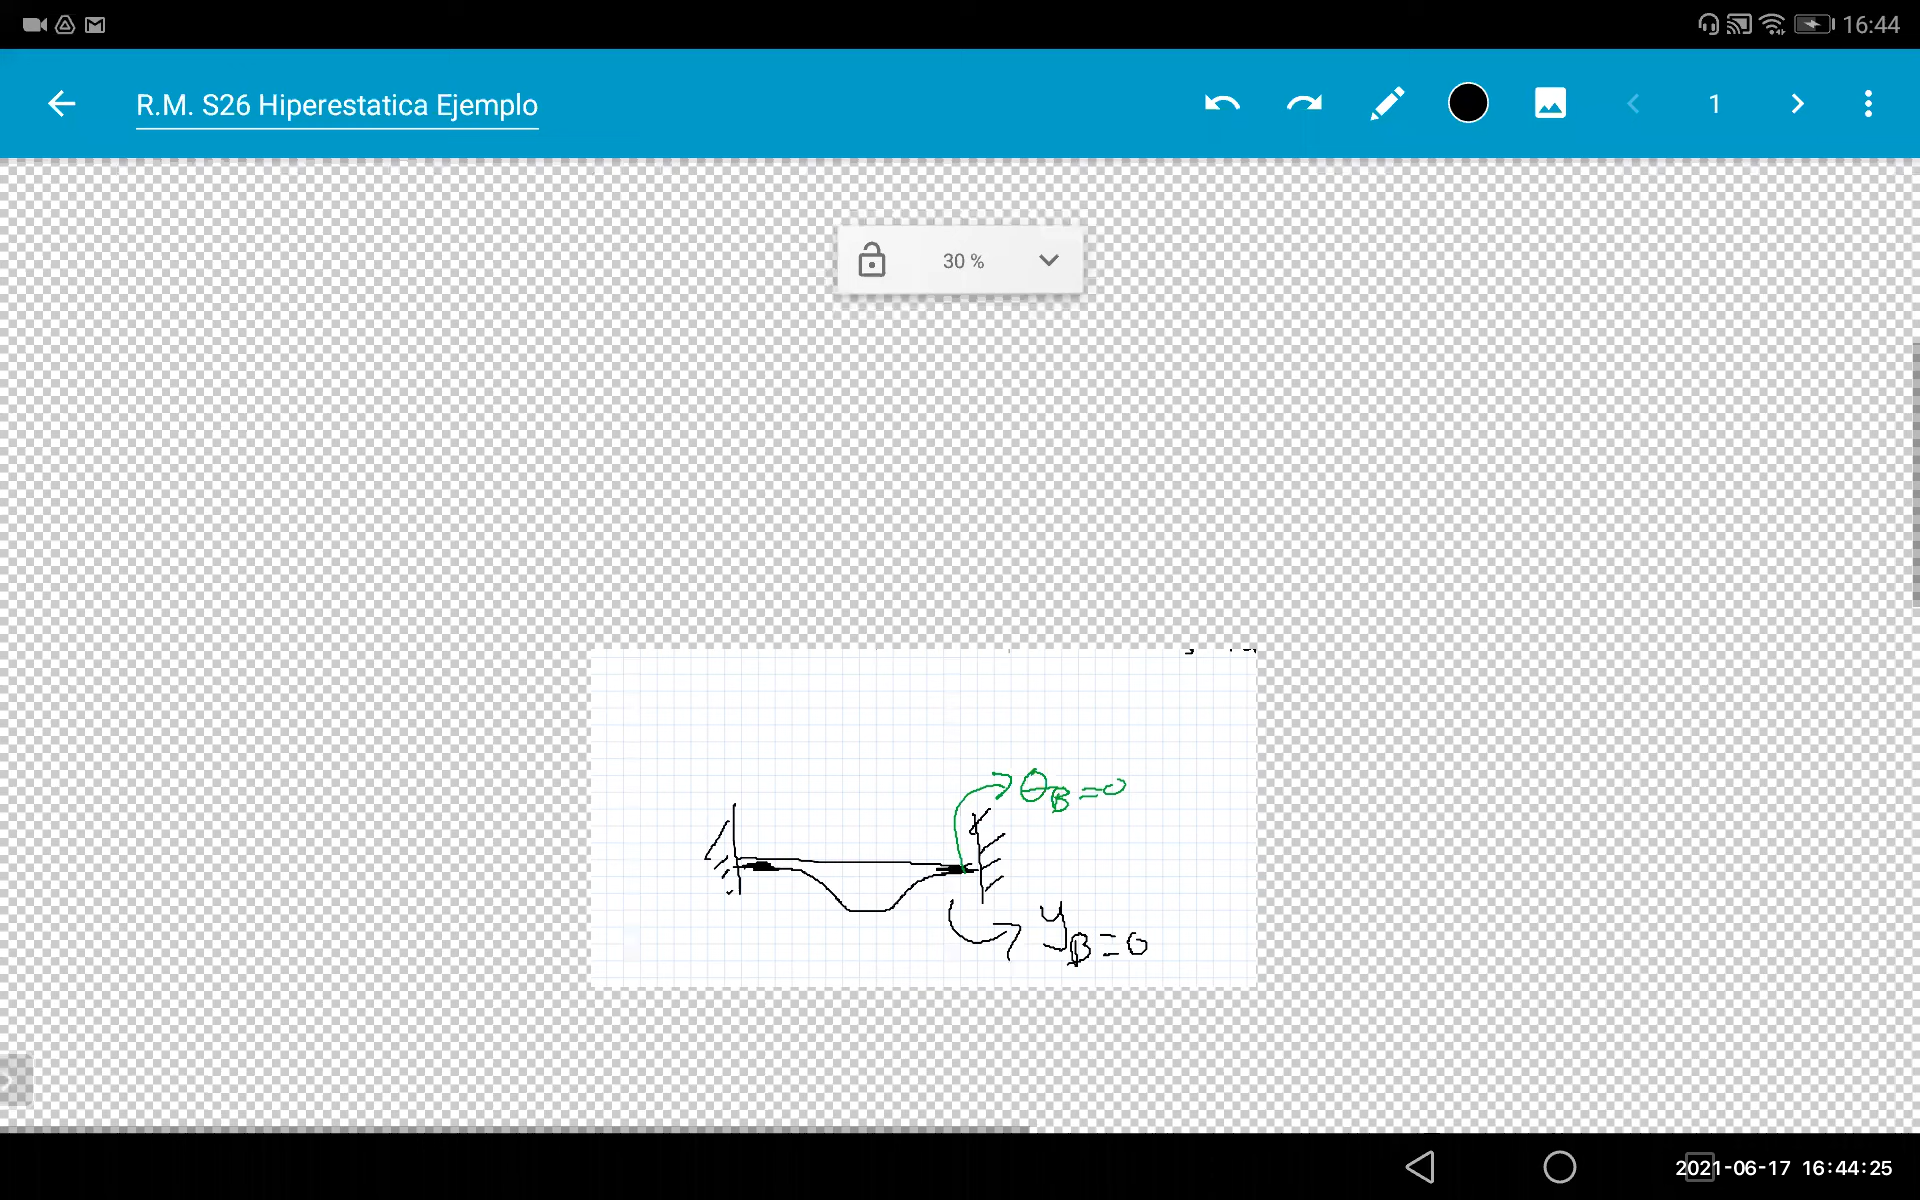 16:44
R.M. S26 Hiperestatica Ejemplo
1
30 %
θB=0
yB=0
2021-06-17 16:44:25